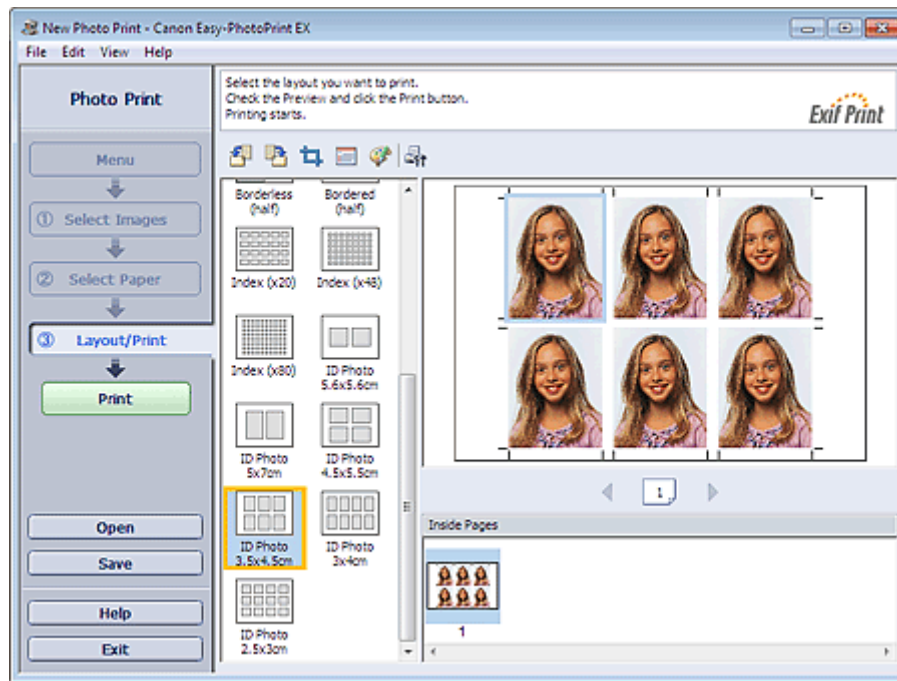 New Photo Print - Canon Easy-PhotoPrint EX
File Edit View Help
Photo Print
Select the layout you want to print.
Check the Preview and click the Print button.
Printing starts.
Exif Print
Menu
① Select Images
② Select Paper
③ Layout/Print
Print
Open
Save
Help
Exit
Borderless
(half)
Bordered
(half)
Index (x20)
Index (x48)
Index (x80)
ID Photo
5.6x5.6cm
ID Photo
5x7cm
ID Photo
4.5x5.5cm
ID Photo
3.5x4.5cm
ID Photo
3x4cm
ID Photo
2.5x3cm
1
Inside Pages
1